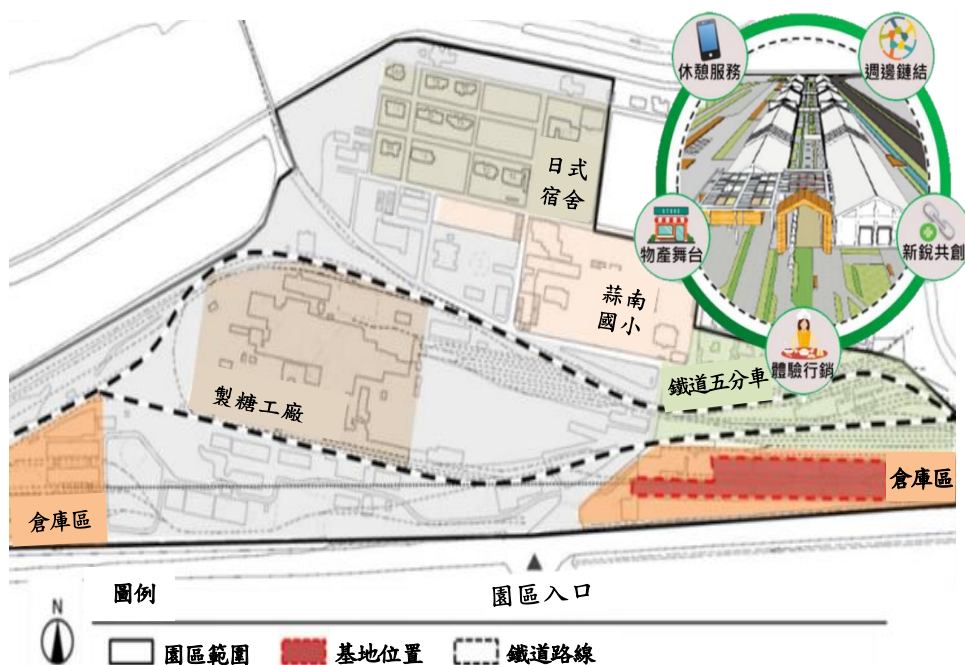 休憩服務
週邊鏈結
STORE
物產舞台
新銳共創
體驗行銷
日式
宿舍
蒜南
國小
鐵道五分車
製糖工廠
倉庫區
倉庫區
園區入口
圖例
N
園區範圍
基地位置
鐵道路線